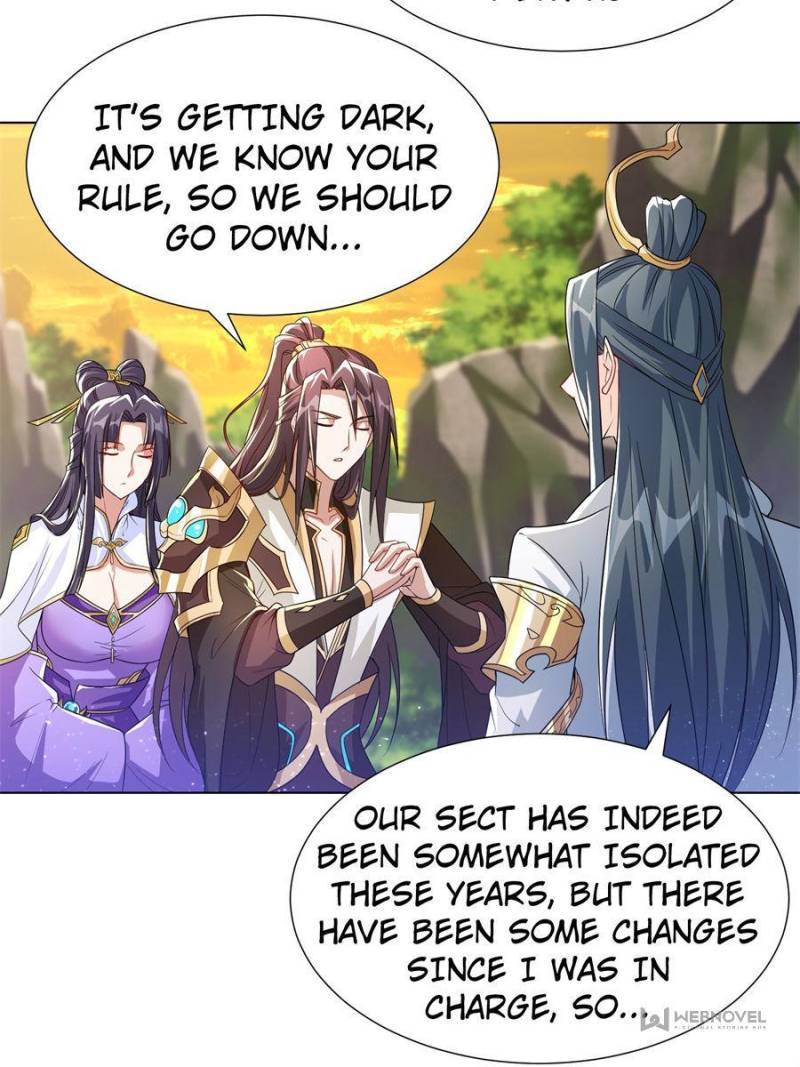 IT'S GETTING DARK,
AND WE KNOW YOUR
RULE, SO WE SHOULD
GO DOWN...
OUR SECT HAS INDEED
BEEN SOMEWHAT ISOLATED
THESE YEARS, BUT THERE
HAVE BEEN SOME CHANGES
SINCE I WAS IN
CHARGE, SO...
WEBNOVEL